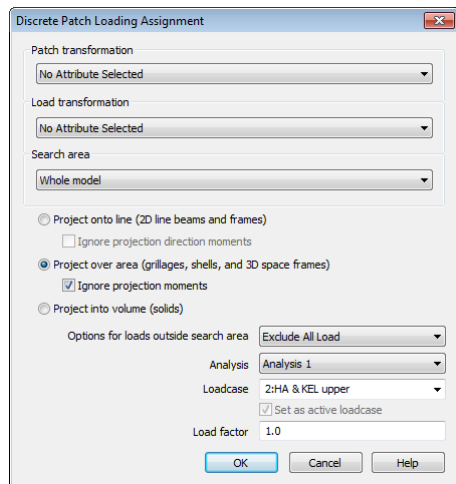 Discrete Patch Loading Assignment
Patch transformation
No Attribute Selected
Load transformation
No Attribute Selected
Search area
Whole model
Project onto line (2D line beams and frames)
Ignore projection direction moments
Project over area (grillages, shells, and 3D space frames)
Ignore projection moments
Project into volume (solids)
Options for loads outside search area Exclude All Load
Analysis Analysis 1
Loadcase 2:HA & KEL upper
Set as active loadcase
Load factor 1.0
OK Cancel Help